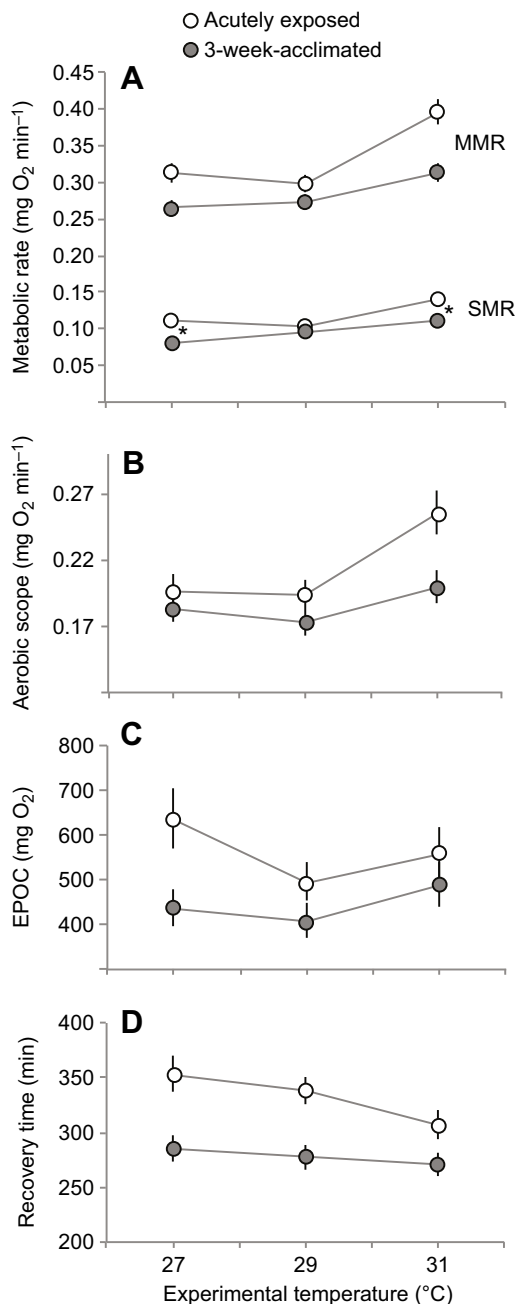 Acutely exposed
3-week-acclimated
A
0.45
0.40
0.35
0.30
0.25
0.20
0.15
0.10
0.05
Metabolic rate (mg O₂ min⁻¹)
MMR
SMR
*
*
B
0.27
0.22
0.17
Aerobic scope (mg O₂ min⁻¹)
C
800
700
600
500
400
EPOC (mg O₂)
D
400
350
300
250
200
Recovery time (min)
27 29 31
Experimental temperature (°C)